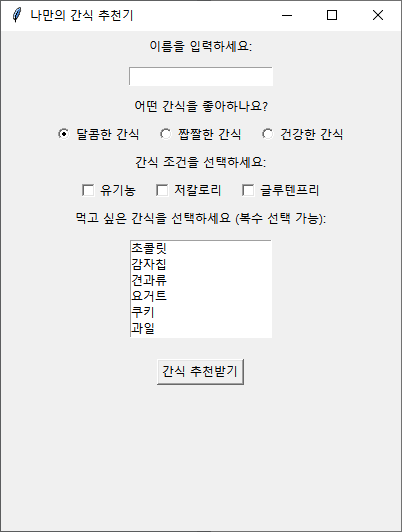 나만의 간식 추천기
이름을 입력하세요:
어떤 간식을 좋아하나요?
달콤한 간식 짭짤한 간식 건강한 간식
간식 조건을 선택하세요:
유기농 저칼로리 글루텐프리
먹고 싶은 간식을 선택하세요 (복수 선택 가능):
초콜릿
감자칩
견과류
요거트
쿠키
과일
간식 추천받기